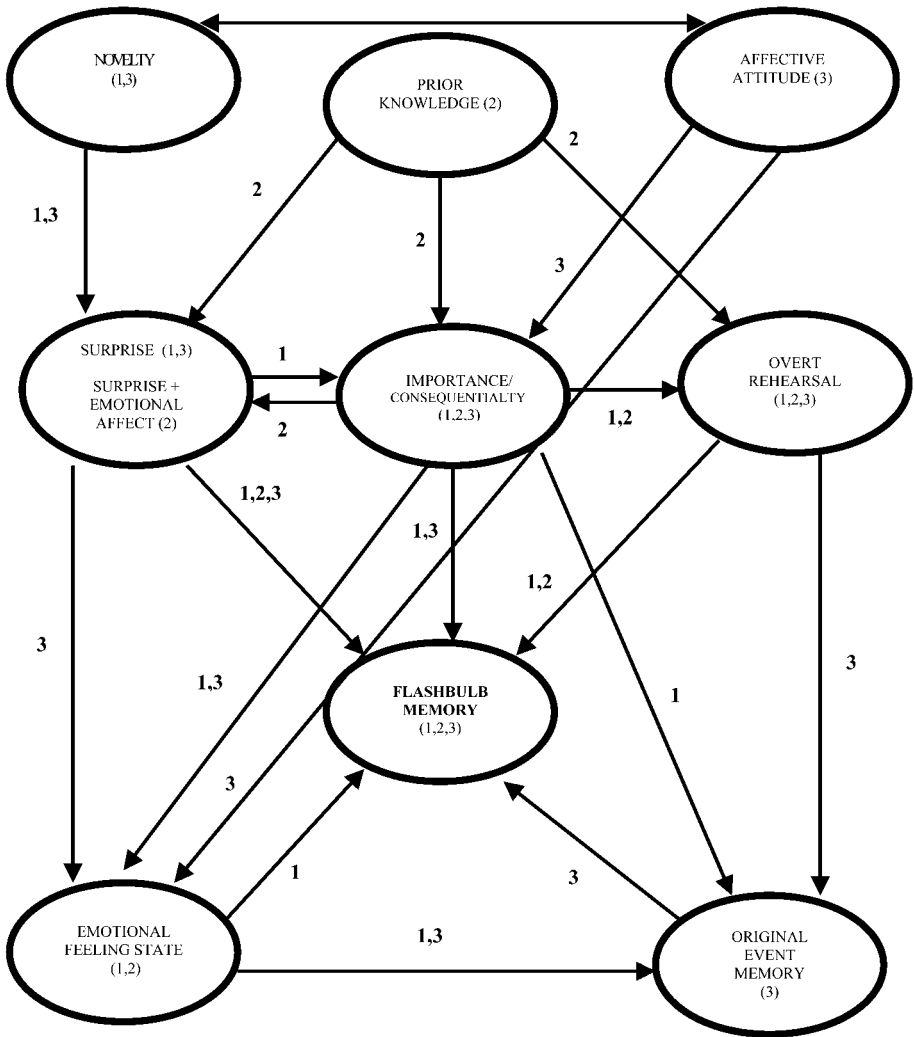 NOVELTY
(1,3)
PRIOR
KNOWLEDGE (2)
AFFECTIVE
ATTITUDE (3)
2
2
1,3
2
3
SURPRISE (1,3)
SURPRISE +
EMOTIONAL
AFFECT (2)
1
2
IMPORTANCE/
CONSEQUENTIALTY
(1,2,3)
1,2
OVERT
REHEARSAL
(1,2,3)
1,2,3
1,3
1,2
3
1,3
3
1
FLASHBULB
MEMORY
(1,2,3)
3
1
3
EMOTIONAL
FEELING STATE
(1,2)
1,3
ORIGINAL
EVENT
MEMORY
(3)